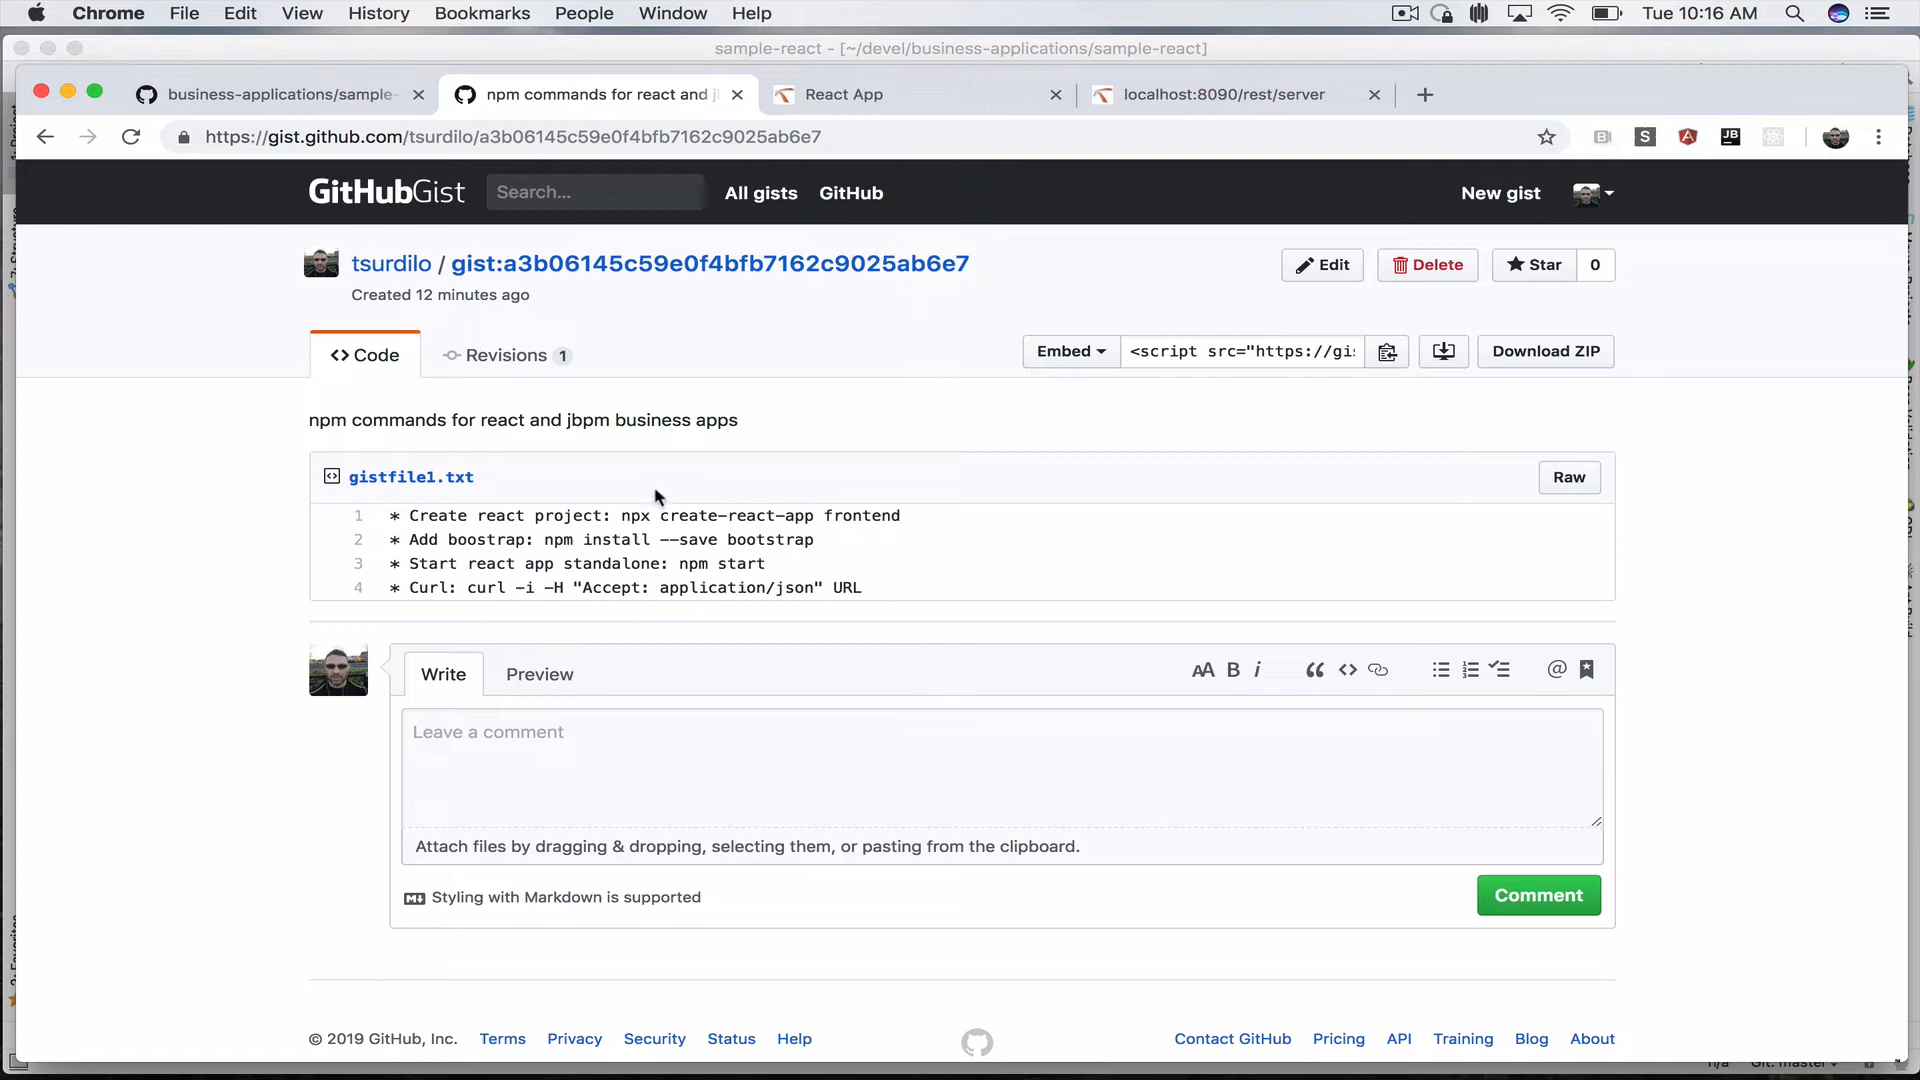 Chrome File Edit View History Bookmarks People Window Help Tue 10:16 AM
sample-react - [~/devel/business-applications/sample-react]
business-applications/sample- npm commands for react and j React App localhost:8090/rest/server
https://gist.github.com/tsurdilo/a3b06145c59e0f4bfb7162c9025ab6e7
GitHubGist Search... All gists GitHub New gist
tsurdilo / gist:a3b06145c59e0f4bfb7162c9025ab6e7 Edit Delete Star 0
Created 12 minutes ago
Code Revisions 1 Embed <script src="https://gi Download ZIP
npm commands for react and jbpm business apps
gistfile1.txt Raw
1 * Create react project: npx create-react-app frontend
2 * Add boostrap: npm install --save bootstrap
3 * Start react app standalone: npm start
4 * Curl: curl -i -H "Accept: application/json" URL
Write Preview
Leave a comment
Attach files by dragging & dropping, selecting them, or pasting from the clipboard.
Styling with Markdown is supported Comment
© 2019 GitHub, Inc. Terms Privacy Security Status Help Contact GitHub Pricing API Training Blog About